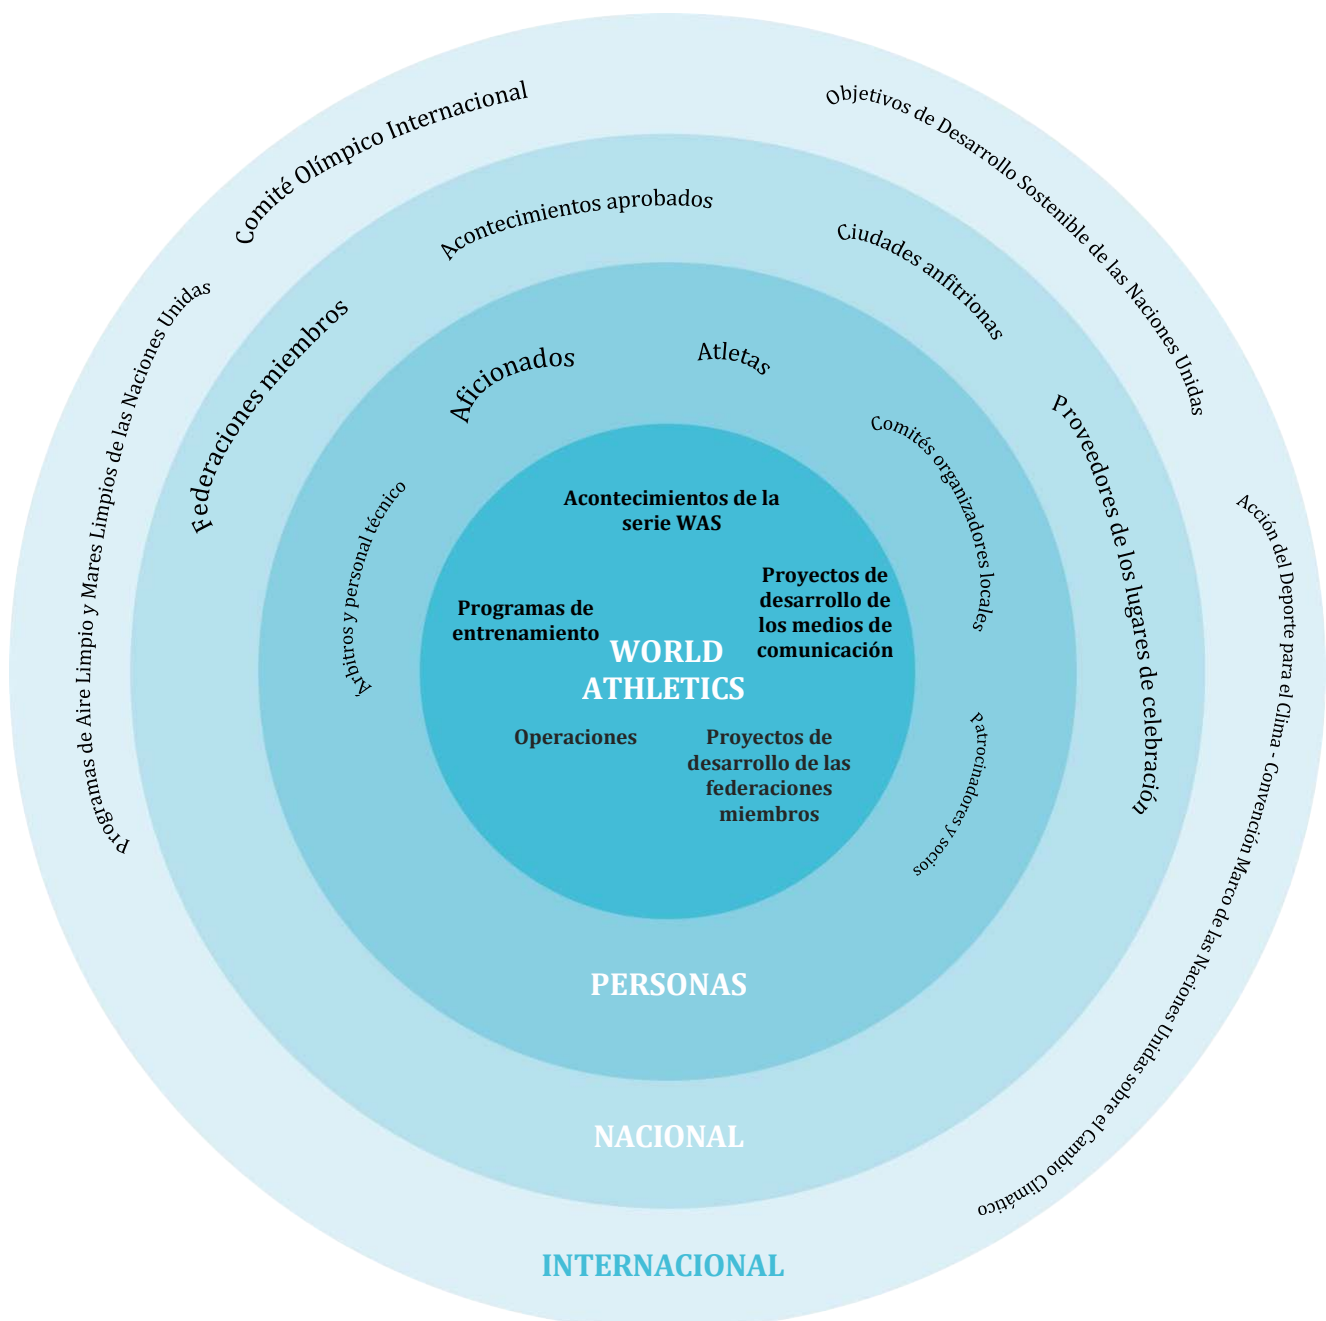 Comité Olímpico Internacional
Objetivos de Desarrollo Sostenible de las Naciones Unidas
Programas de Aire Limpio y Mares Limpios de las Naciones Unidas
Acción del Deporte para el Clima - Convención Marco de las Naciones Unidas sobre el Cambio Climático
Acontecimientos aprobados
Ciudades anfitrionas
Federaciones miembros
Proveedores de los lugares de celebración
Aficionados
Atletas
Árbitros y personal técnico
Comités organizadores locales
Patrocinadores y socios
Acontecimientos de la
serie WAS
Programas de
entrenamiento
Proyectos de
desarrollo de
los medios de
comunicación
WORLD
ATHLETICS
Operaciones
Proyectos de
desarrollo de las
federaciones
miembros
PERSONAS
NACIONAL
INTERNACIONAL